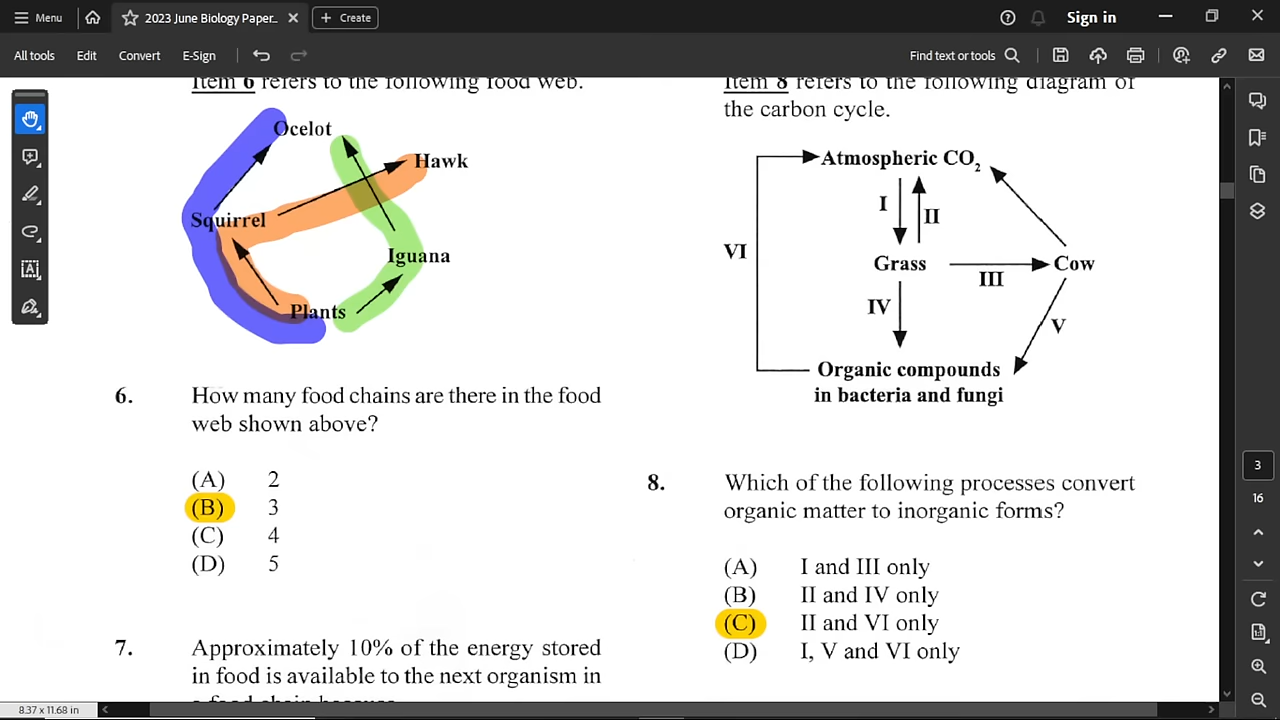 Menu
2023 June Biology Paper...
Create
Sign in
All tools
Edit
Convert
E-Sign
Find text or tools
Item 6 refers to the following food web.
Ocelot
Hawk
Squirrel
Iguana
Plants
6. How many food chains are there in the food
web shown above?
(A) 2
(B) 3
(C) 4
(D) 5
7. Approximately 10% of the energy stored
in food is available to the next organism in
a food chain because
Item 8 refers to the following diagram of
the carbon cycle.
Atmospheric CO₂
I
II
VI
Grass
Cow
III
IV
V
Organic compounds
in bacteria and fungi
8. Which of the following processes convert
organic matter to inorganic forms?
(A) I and III only
(B) II and IV only
(C) II and VI only
(D) I, V and VI only
3
16
8.37 x 11.68 in